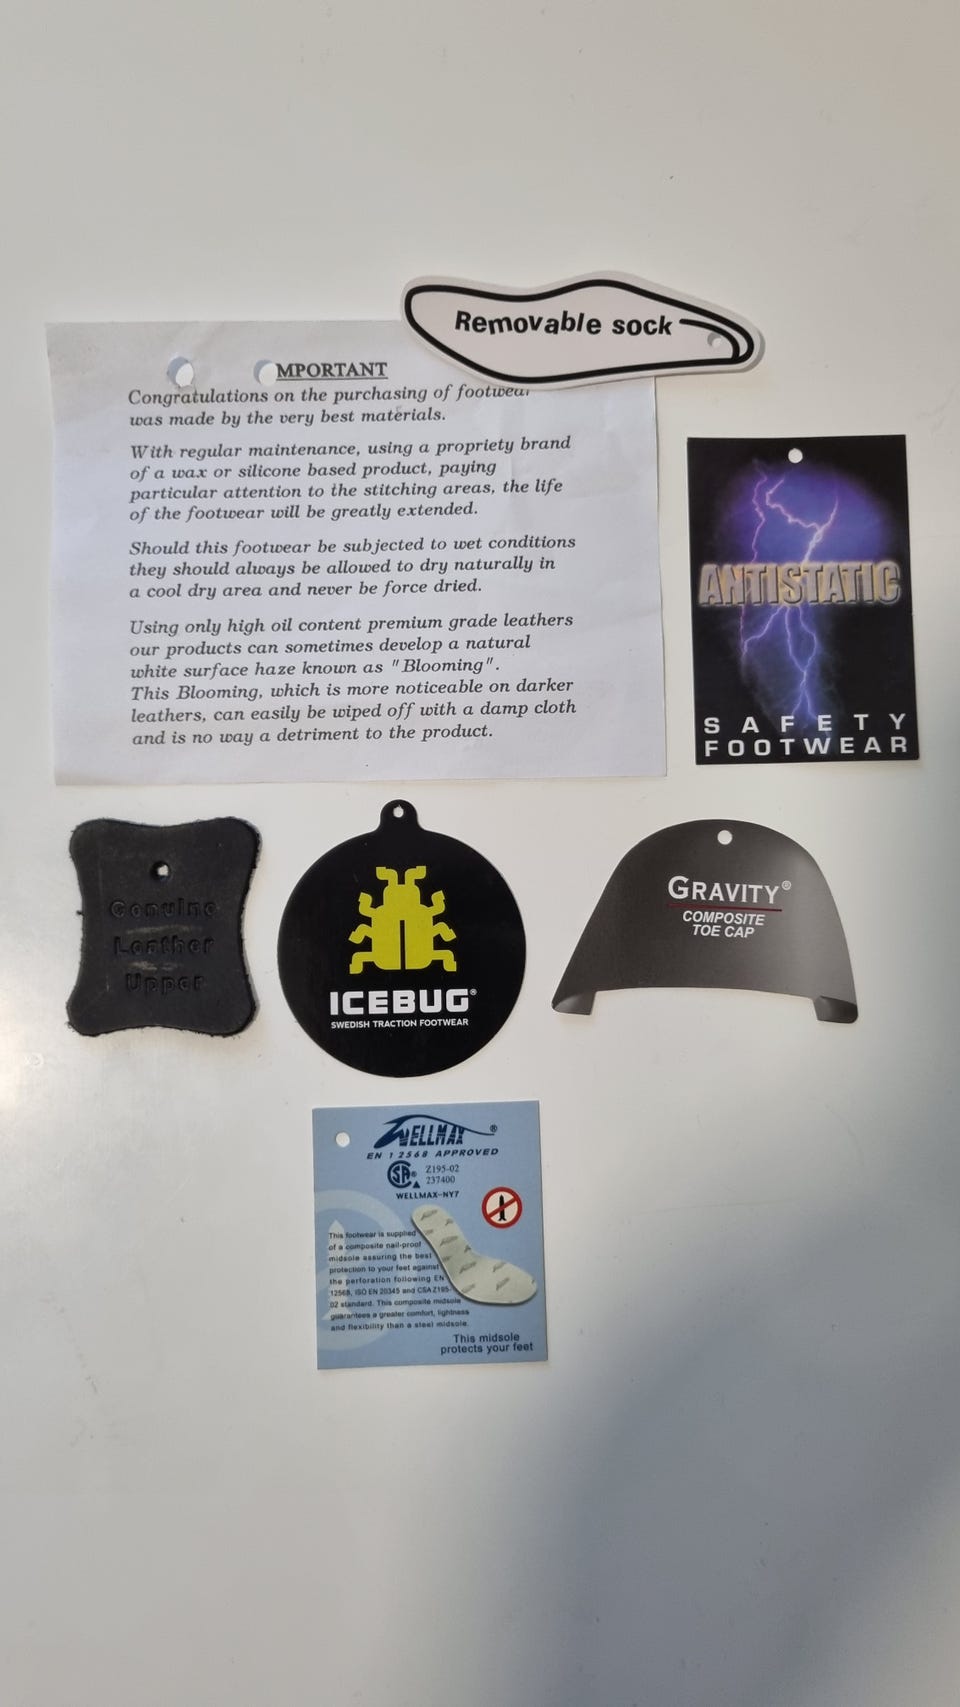 Removable sock
MPORTANT
Congratulations on the purchasing of footwear
was made by the very best materials.
With regular maintenance, using a propriety brand
of a wax or silicone based product, paying
particular attention to the stitching areas, the life
of the footwear will be greatly extended.
Should this footwear be subjected to wet conditions
they should always be allowed to dry naturally in
a cool dry area and never be force dried.
Using only high oil content premium grade leathers
our products can sometimes develop a natural
white surface haze known as "Blooming".
This Blooming, which is more noticeable on darker
leathers, can easily be wiped off with a damp cloth
and is no way a detriment to the product.
ANTISTATIC
SAFETY
FOOTWEAR
Genuine
Leather
Upper
ICEBUG®
SWEDISH TRACTION FOOTWEAR
GRAVITY®
COMPOSITE
TOE CAP
WELLMAX ®
EN 12568 APPROVED
SA® Z195-02
237400
WELLMAX-NY7
This footwear is supplied
of a composite nail-proof
midsole assuring the best
protection to your feet against
the perforation following EN
12568, ISO EN 20345 and CSA Z195-
02 standard. This composite midsole
guarantees a greater comfort, lightness
and flexibility than a steel midsole.
This midsole
protects your feet